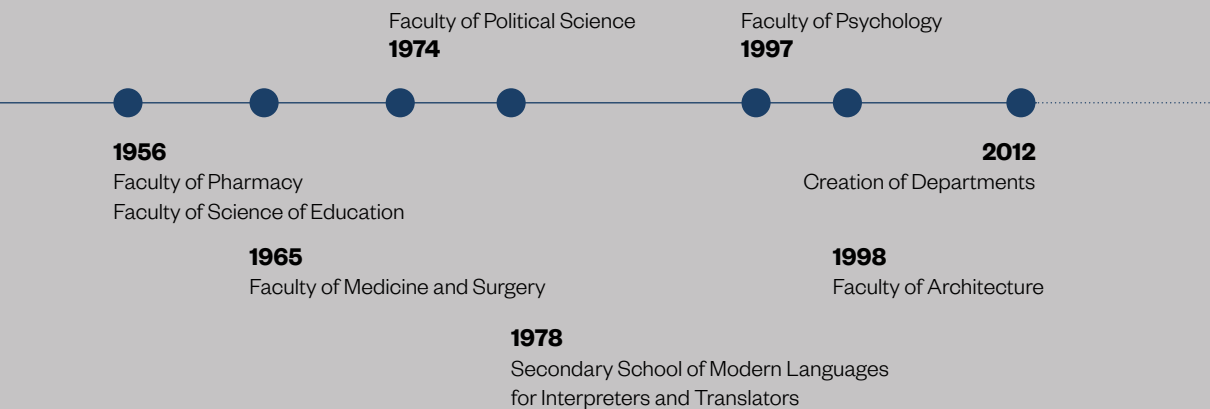 Faculty of Political Science
1974
Faculty of Psychology
1997
1956
Faculty of Pharmacy
Faculty of Science of Education
2012
Creation of Departments
1965
Faculty of Medicine and Surgery
1998
Faculty of Architecture
1978
Secondary School of Modern Languages
for Interpreters and Translators